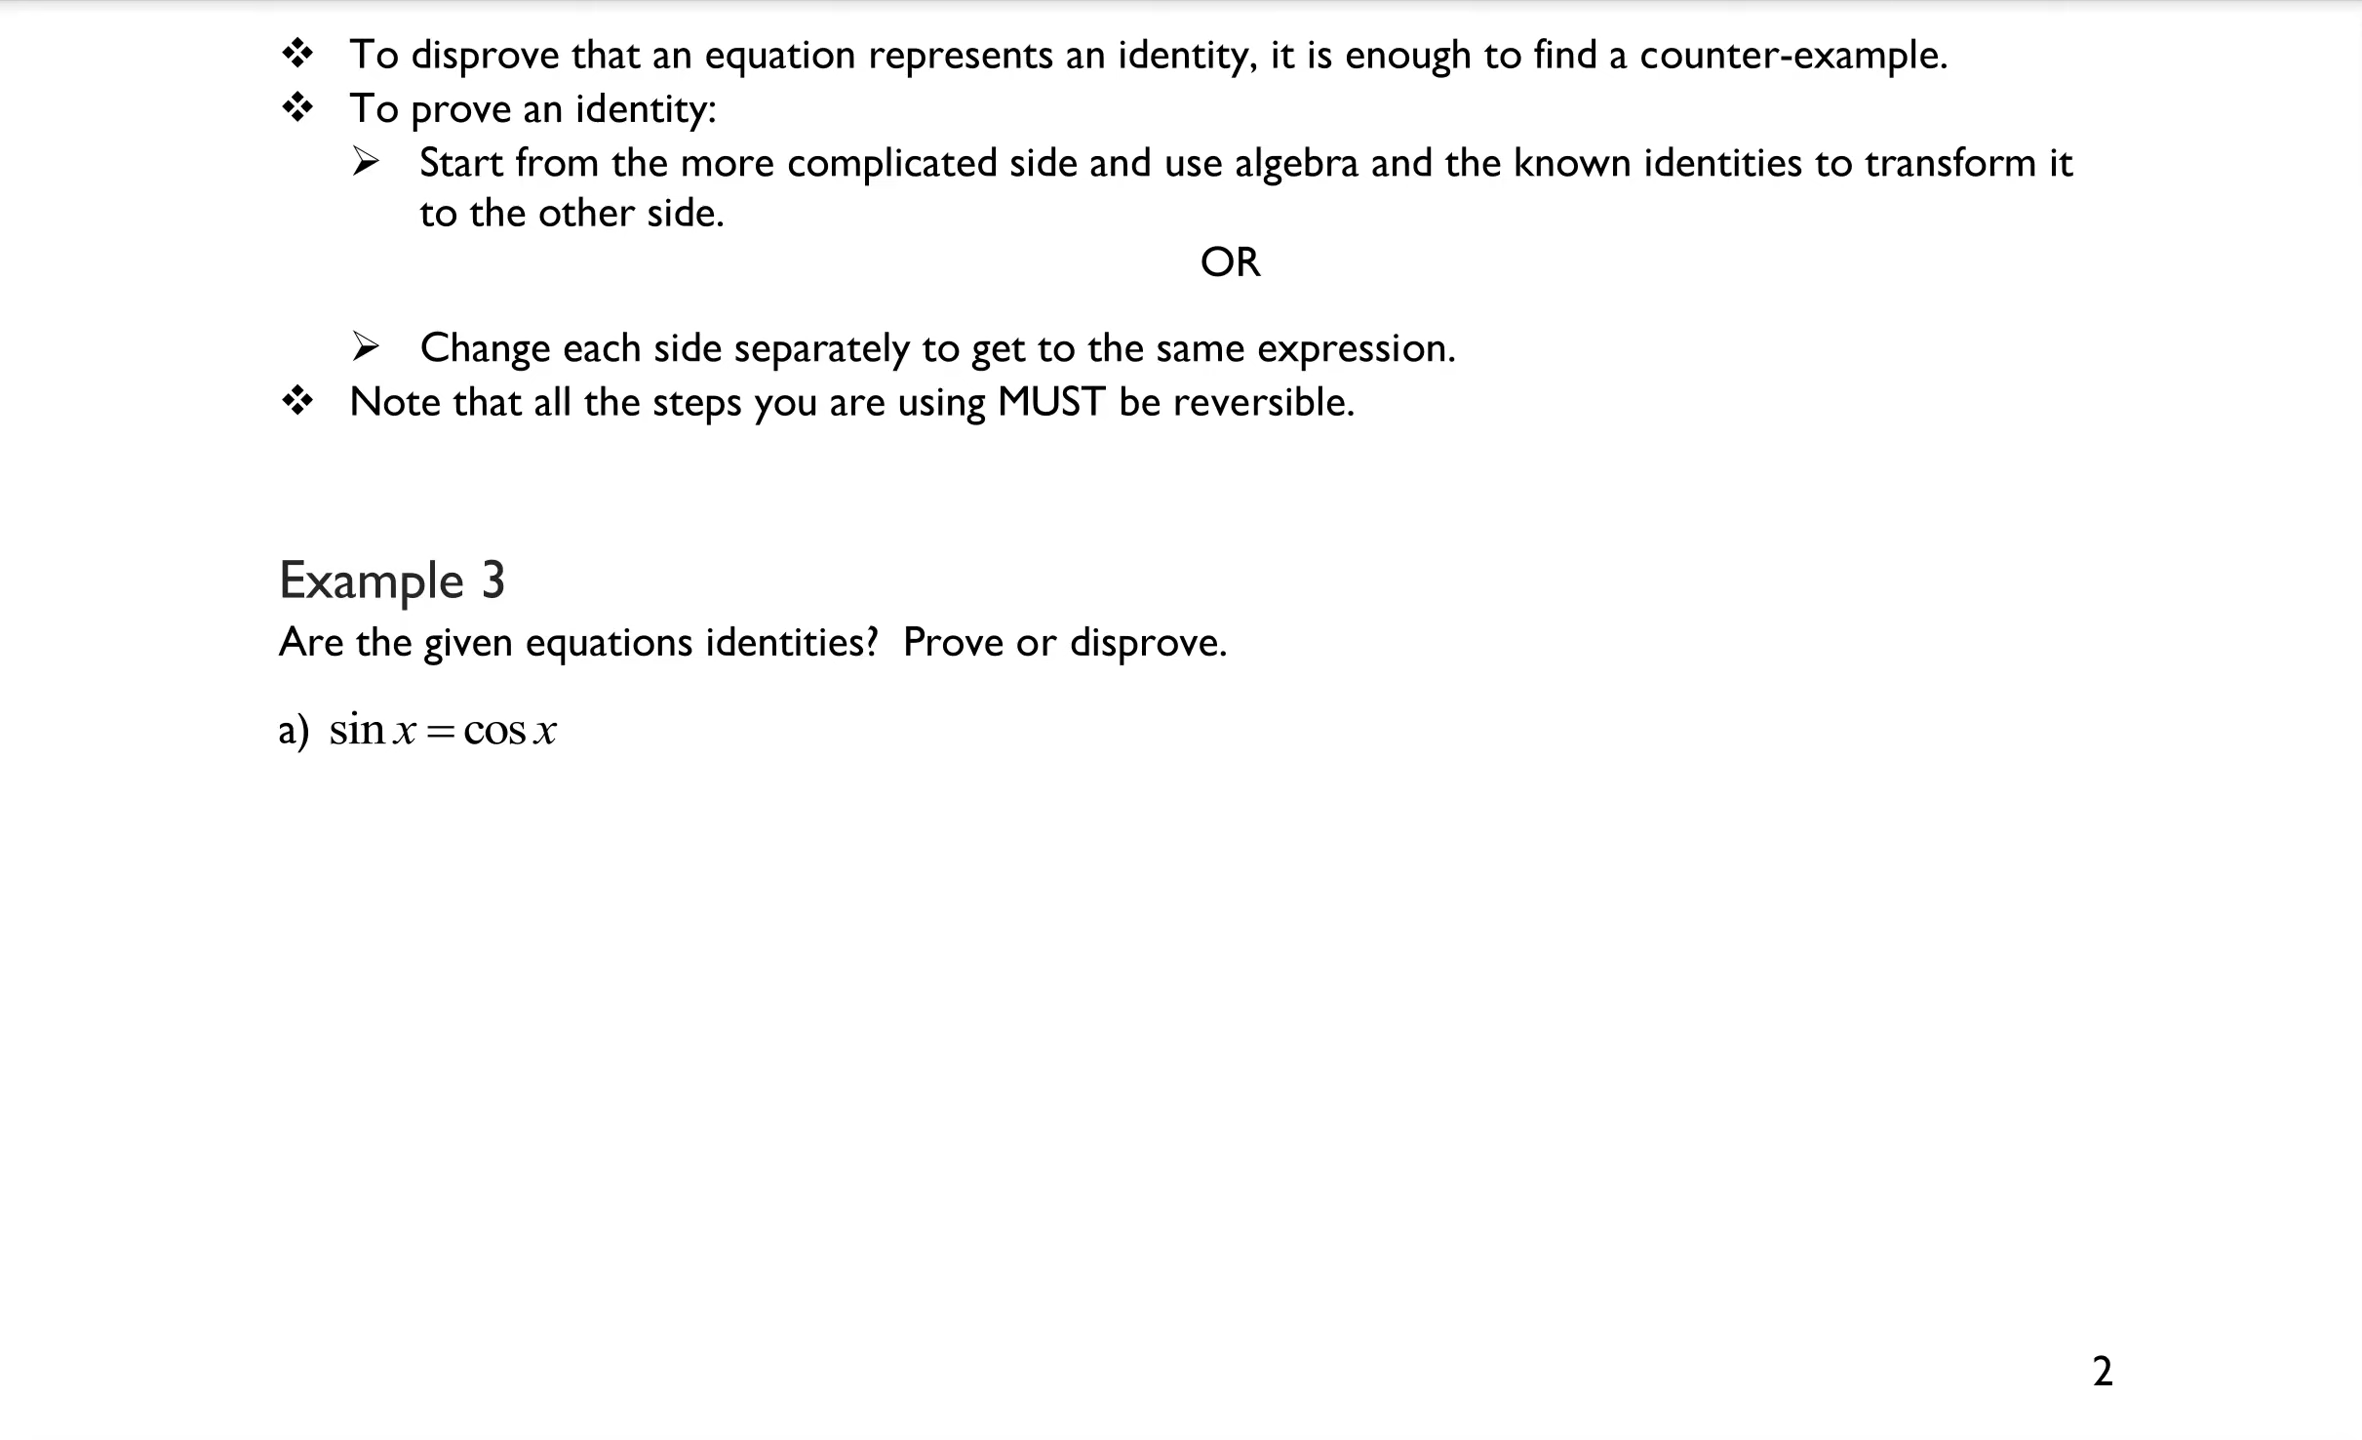 ❖ To disprove that an equation represents an identity, it is enough to find a counter-example.
❖ To prove an identity:
➢ Start from the more complicated side and use algebra and the known identities to transform it
to the other side.
OR
➢ Change each side separately to get to the same expression.
❖ Note that all the steps you are using MUST be reversible.
Example 3
Are the given equations identities? Prove or disprove.
a) sin x = cos x
2